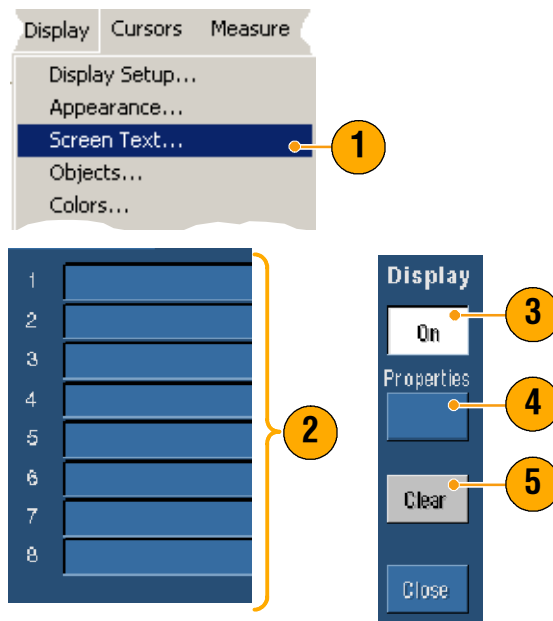 Display Cursors Measure
Display Setup...
Appearance...
Screen Text...
1
Objects...
Colors...
1
2
3
4
5
6
7
8
2
Display
On
3
Properties
4
Clear
5
Close